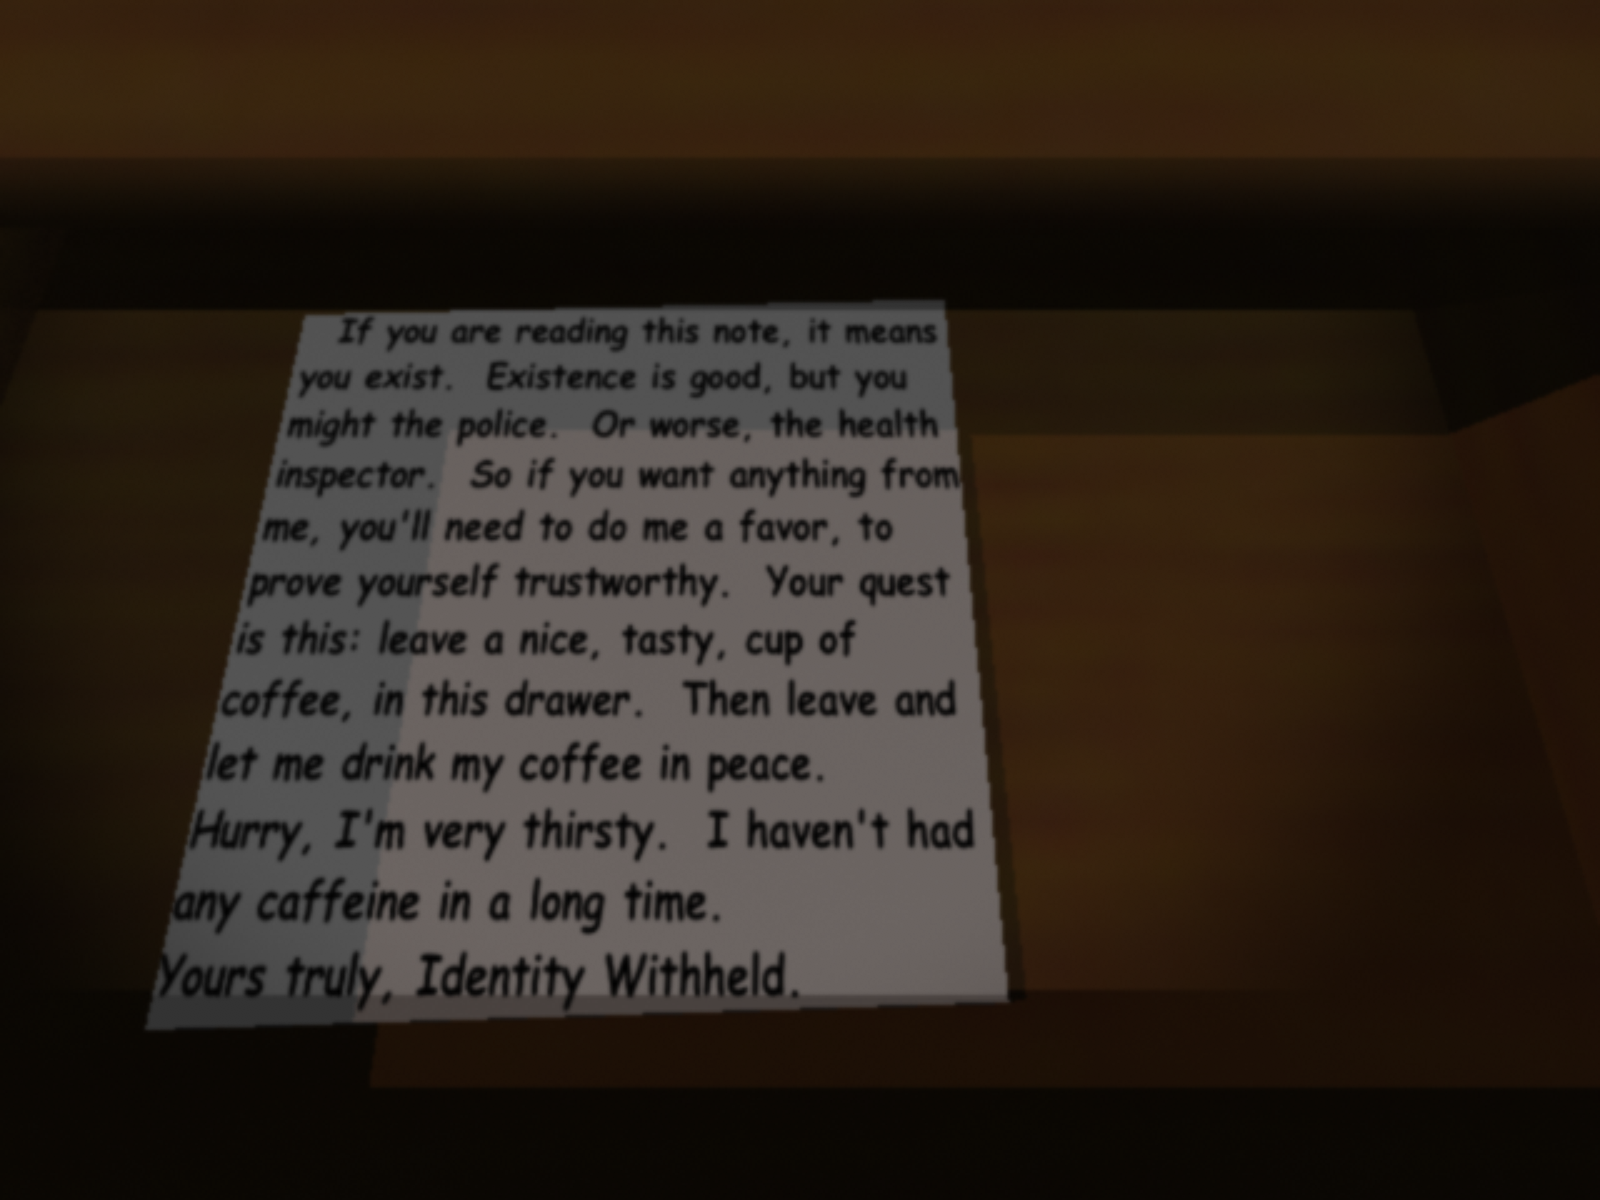 If you are reading this note, it means
you exist.  Existence is good, but you
might the police.  Or worse, the health
inspector.  So if you want anything from
me, you'll need to do me a favor, to
prove yourself trustworthy.  Your quest
is this: leave a nice, tasty, cup of
coffee, in this drawer.  Then leave and
let me drink my coffee in peace.
Hurry, I'm very thirsty.  I haven't had
any caffeine in a long time.
Yours truly, Identity Withheld.